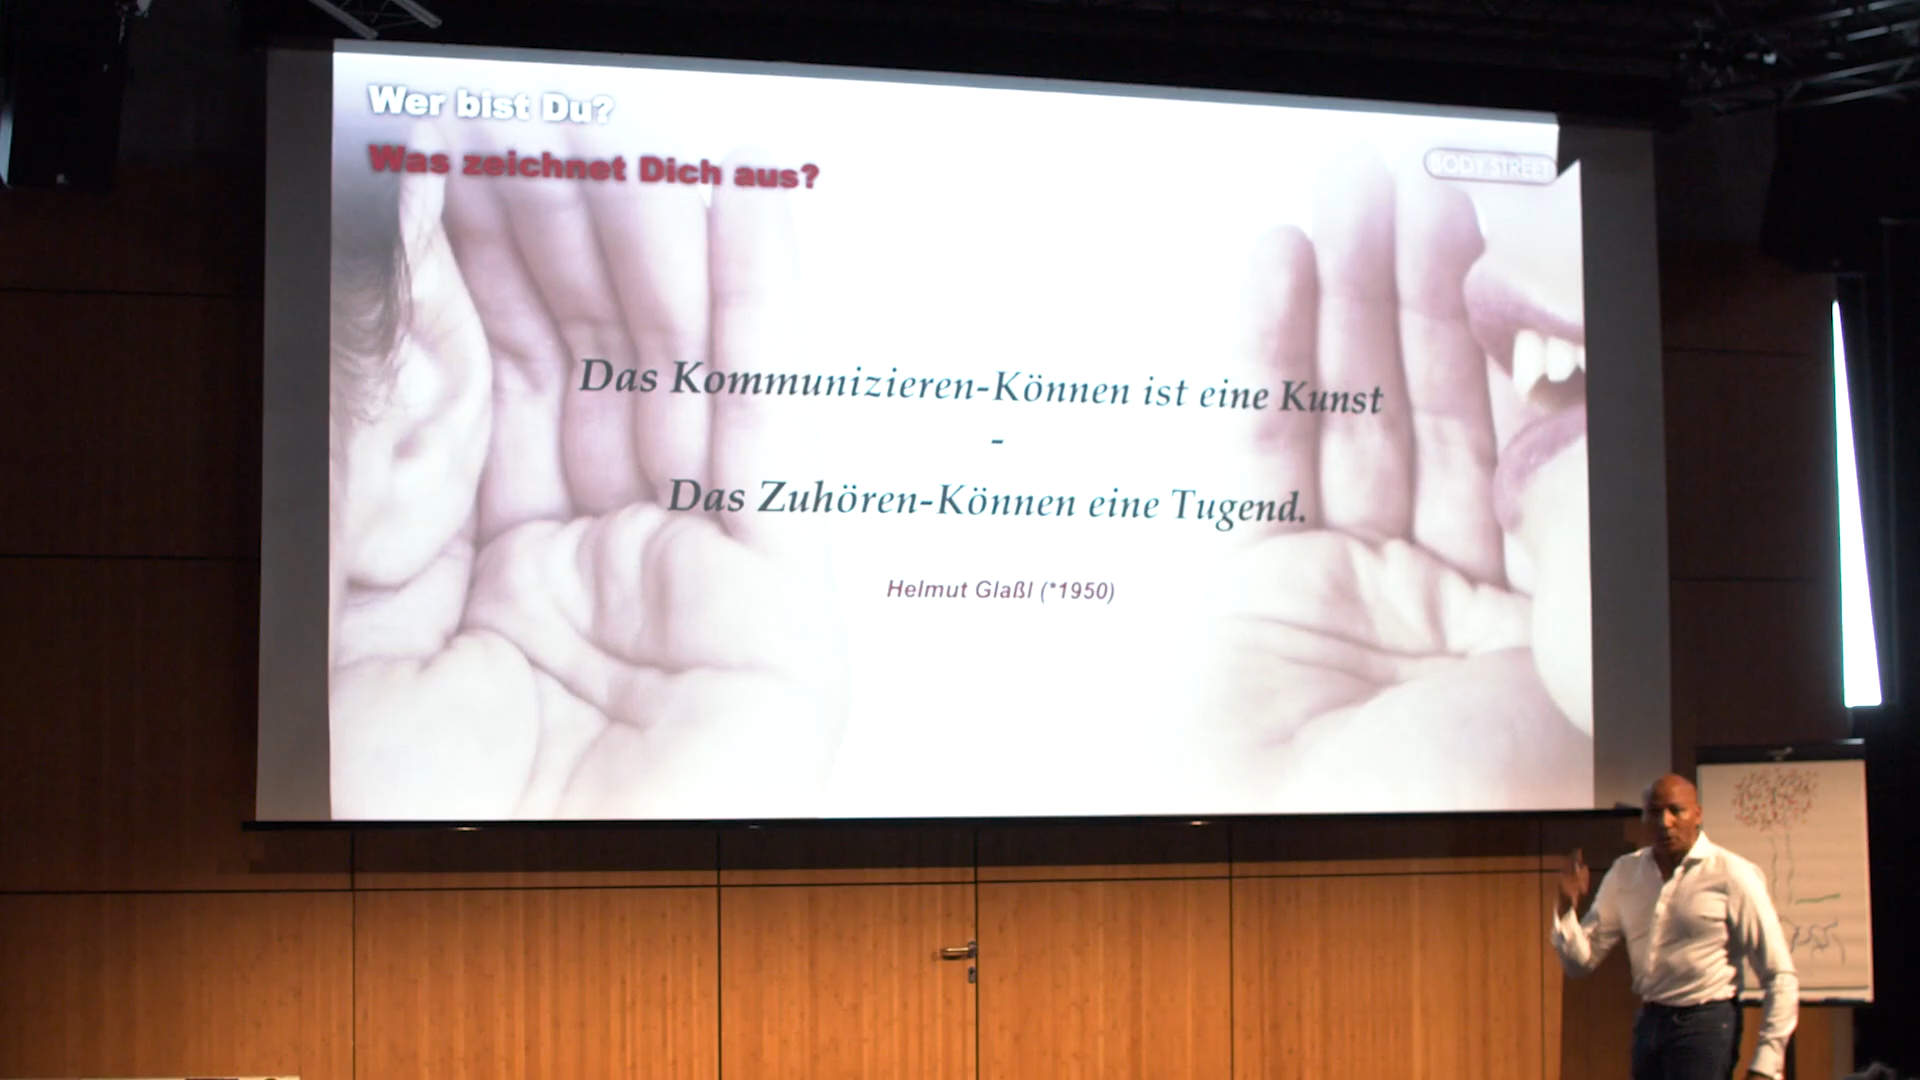 Wer bist Du?
Was zeichnet Dich aus?
BODY STREET
Das Kommunizieren-Können ist eine Kunst
-
Das Zuhören-Können eine Tugend.
Helmut Glaßl (*1950)